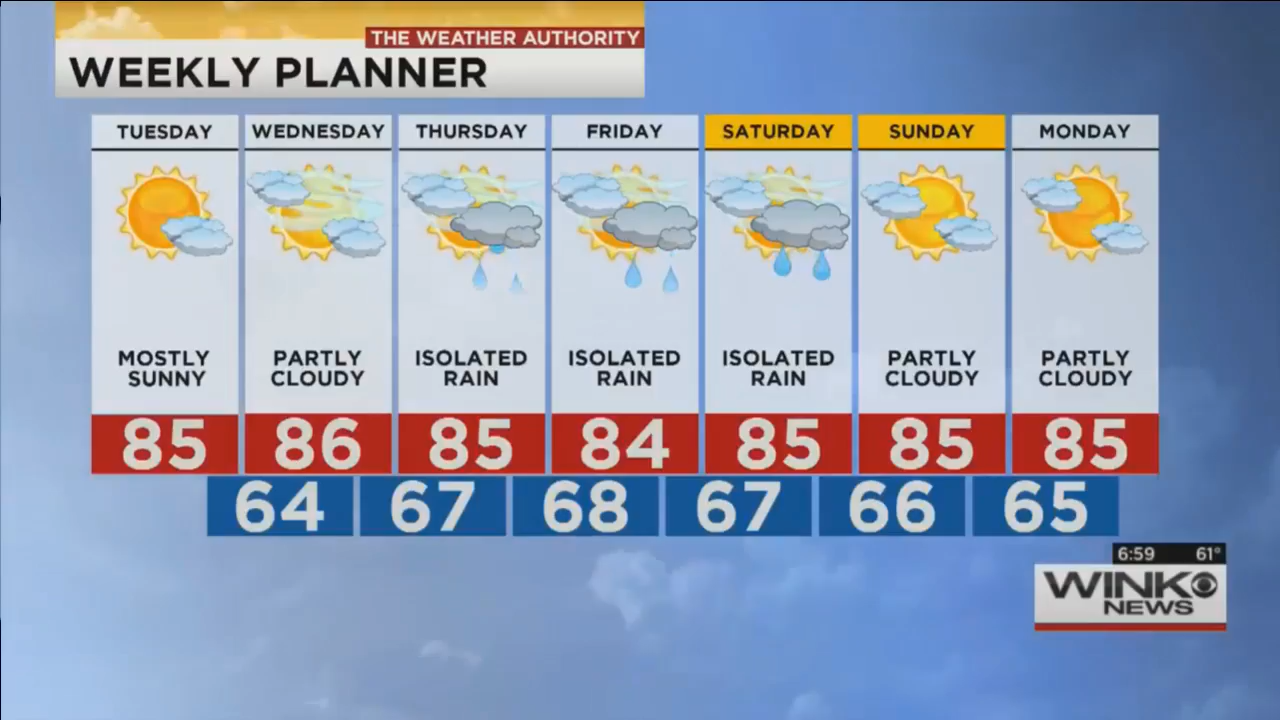 THE WEATHER AUTHORITY
WEEKLY PLANNER
TUESDAY WEDNESDAY THURSDAY FRIDAY SATURDAY SUNDAY MONDAY
MOSTLY SUNNY
PARTLY CLOUDY
ISOLATED RAIN
ISOLATED RAIN
ISOLATED RAIN
PARTLY CLOUDY
PARTLY CLOUDY
85 86 85 84 85 85 85
64 67 68 67 66 65
6:59 61°
WINK
NEWS